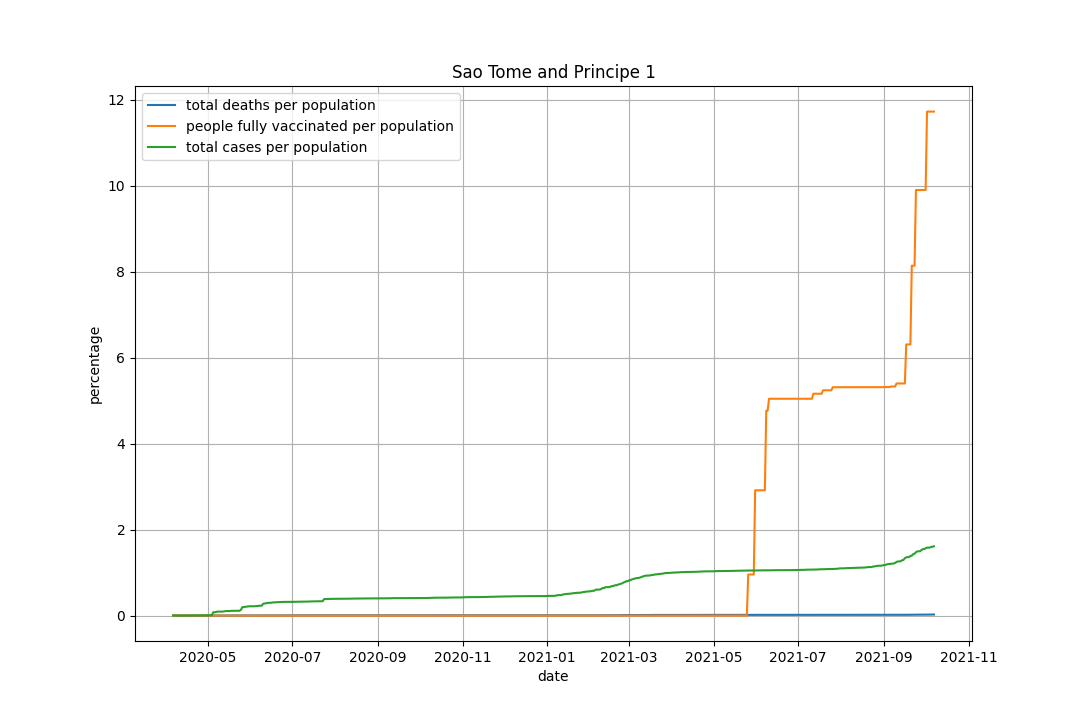 Sao Tome and Principe 1
total deaths per population
people fully vaccinated per population
total cases per population
12
10
8
6
4
2
0
percentage
2020-05 2020-07 2020-09 2020-11 2021-01 2021-03 2021-05 2021-07 2021-09 2021-11
date